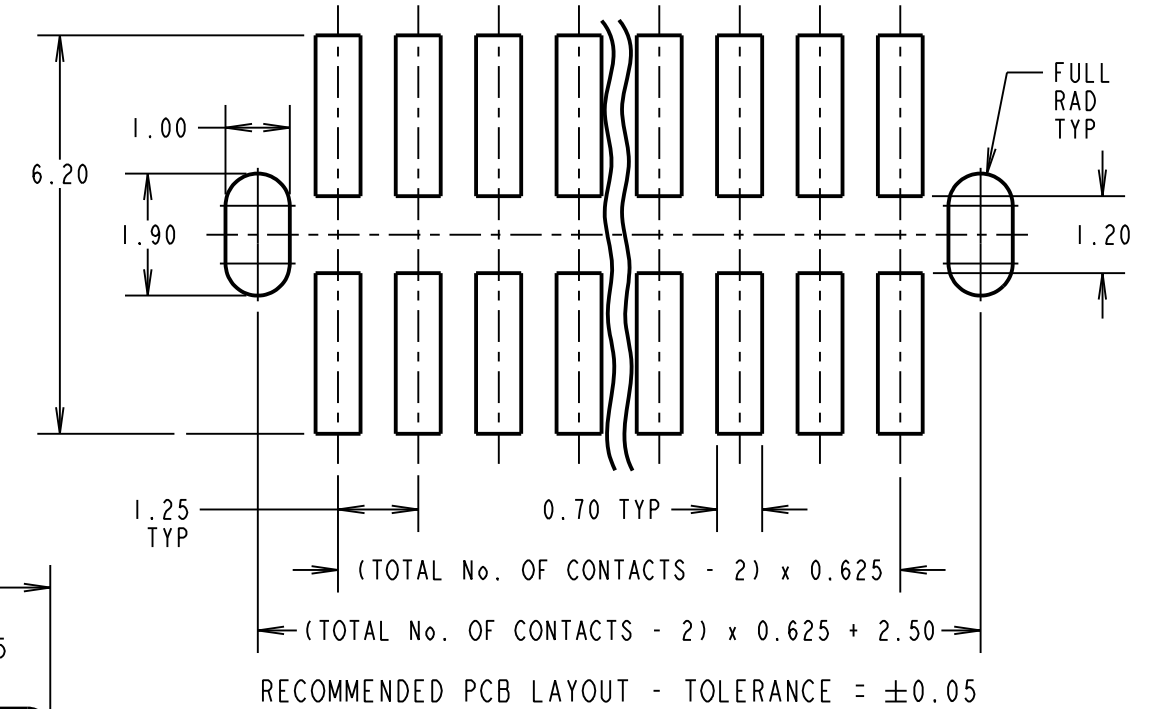 FULL
RAD
TYP
1.00
6.20
1.90
1.20
1.25
TYP
0.70 TYP
(TOTAL No. OF CONTACTS - 2) x 0.625
(TOTAL No. OF CONTACTS - 2) x 0.625 + 2.50
RECOMMENDED PCB LAYOUT - TOLERANCE = ±0.05